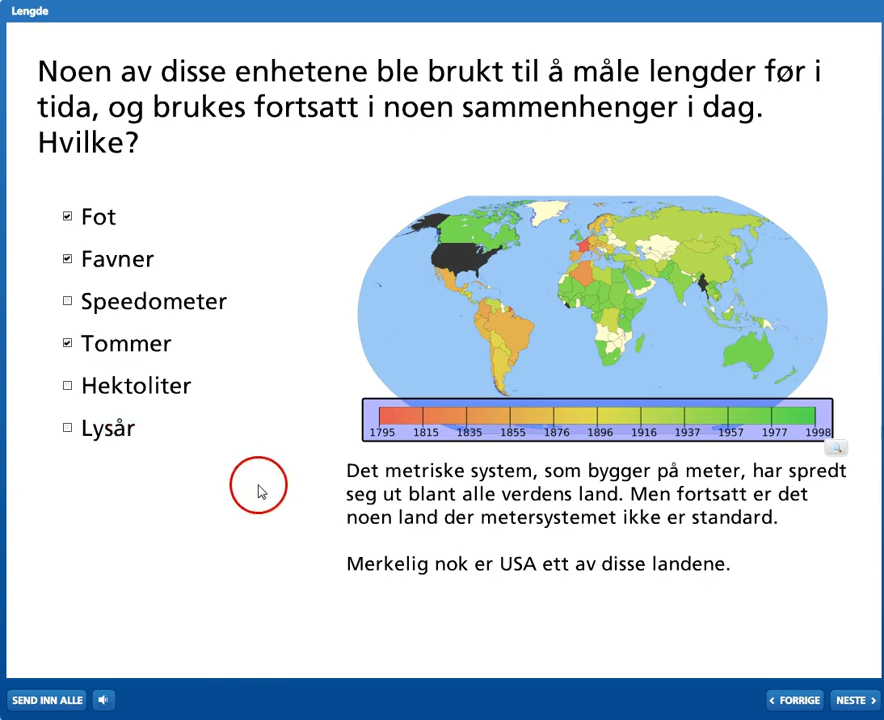 Lengde
Noen av disse enhetene ble brukt til å måle lengder før i
tida, og brukes fortsatt i noen sammenhenger i dag.
Hvilke?
Fot
Favner
Speedometer
Tommer
Hektoliter
Lysår
1795 1815 1835 1855 1876 1896 1916 1937 1957 1977 1998
Det metriske system, som bygger på meter, har spredt
seg ut blant alle verdens land. Men fortsatt er det
noen land der metersystemet ikke er standard.
Merkelig nok er USA ett av disse landene.
SEND INN ALLE
FORRIGE
NESTE